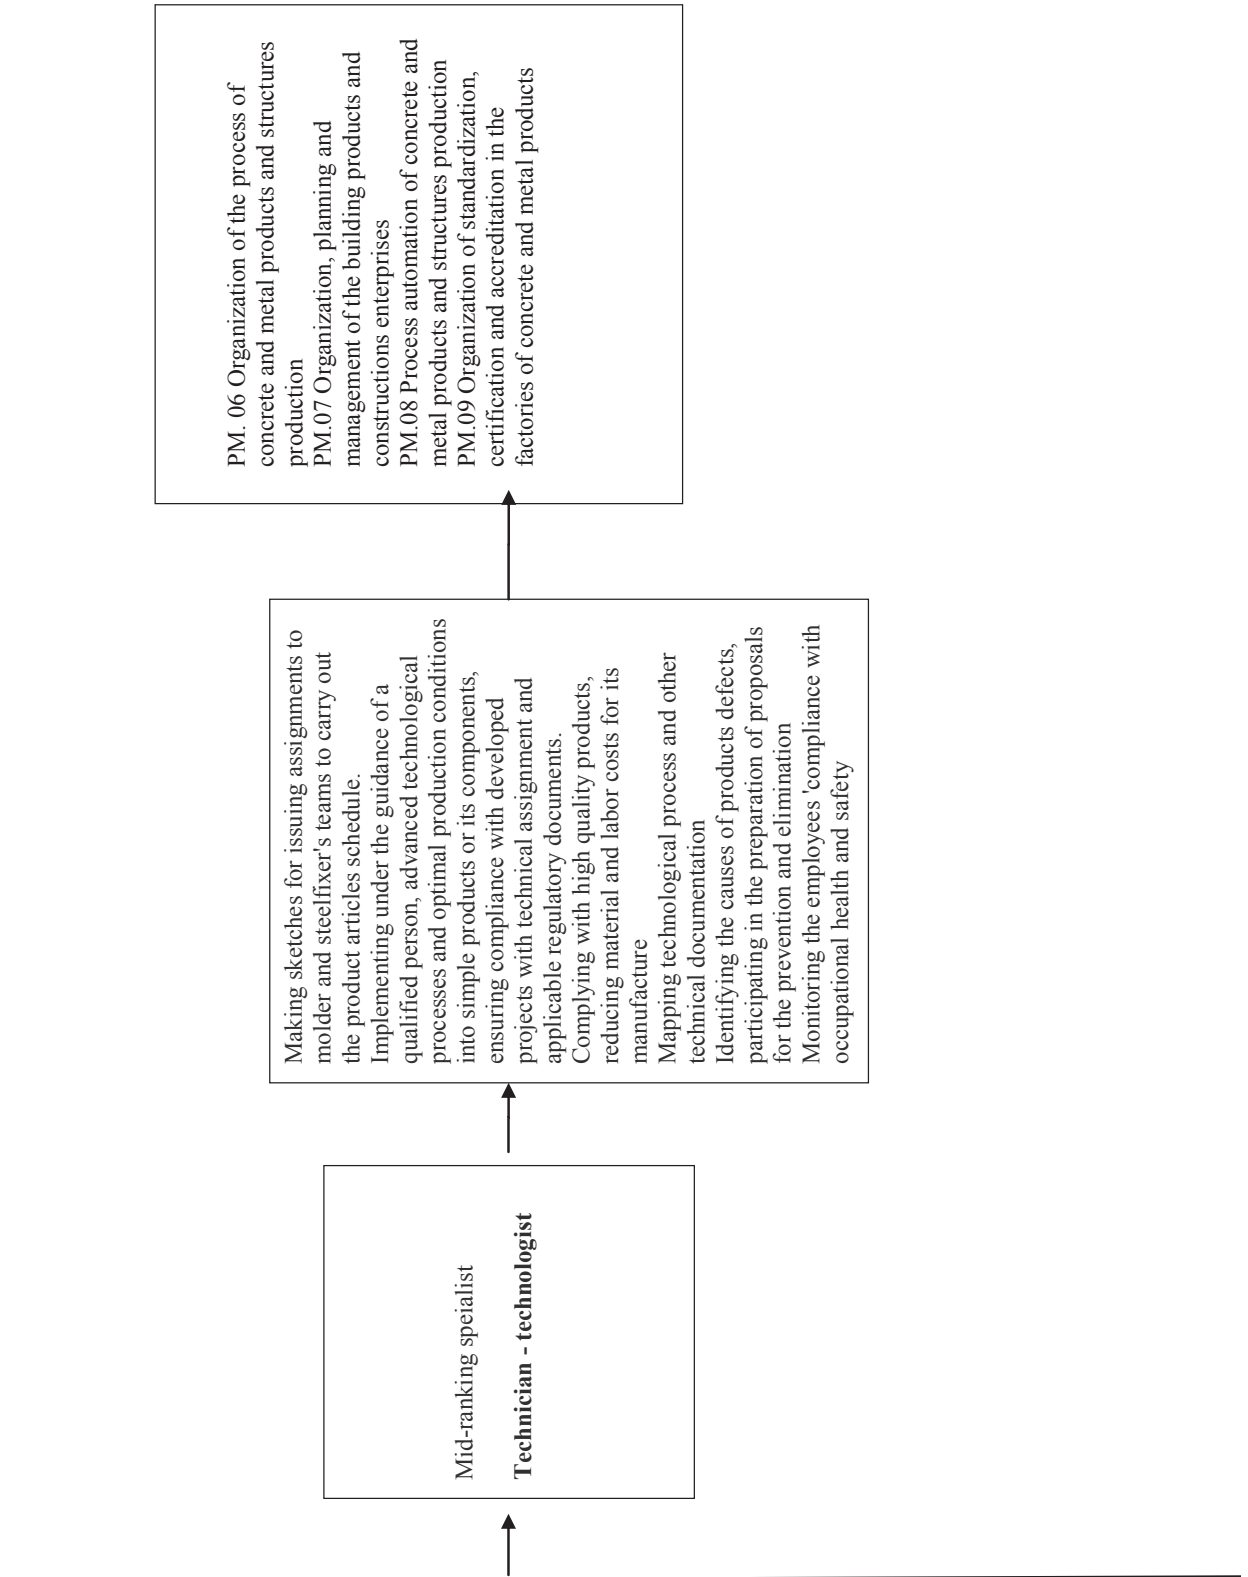 Mid-ranking speialist
Technician - technologist
Making sketches for issuing assignments to
molder and steelfixer's teams to carry out
the product articles schedule.
Implementing under the guidance of a
qualified person, advanced technological
processes and optimal production conditions
into simple products or its components,
ensuring compliance with developed
projects with technical assignment and
applicable regulatory documents.
Complying with high quality products,
reducing material and labor costs for its
manufacture
Mapping technological process and other
technical documentation
Identifying the causes of products defects,
participating in the preparation of proposals
for the prevention and elimination
Monitoring the employees 'compliance with
occupational health and safety
PM. 06 Organization of the process of
concrete and metal products and structures
production
PM.07 Organization, planning and
management of the building products and
constructions enterprises
PM.08 Process automation of concrete and
metal products and structures production
PM.09 Organization of standardization,
certification and accreditation in the
factories of concrete and metal products